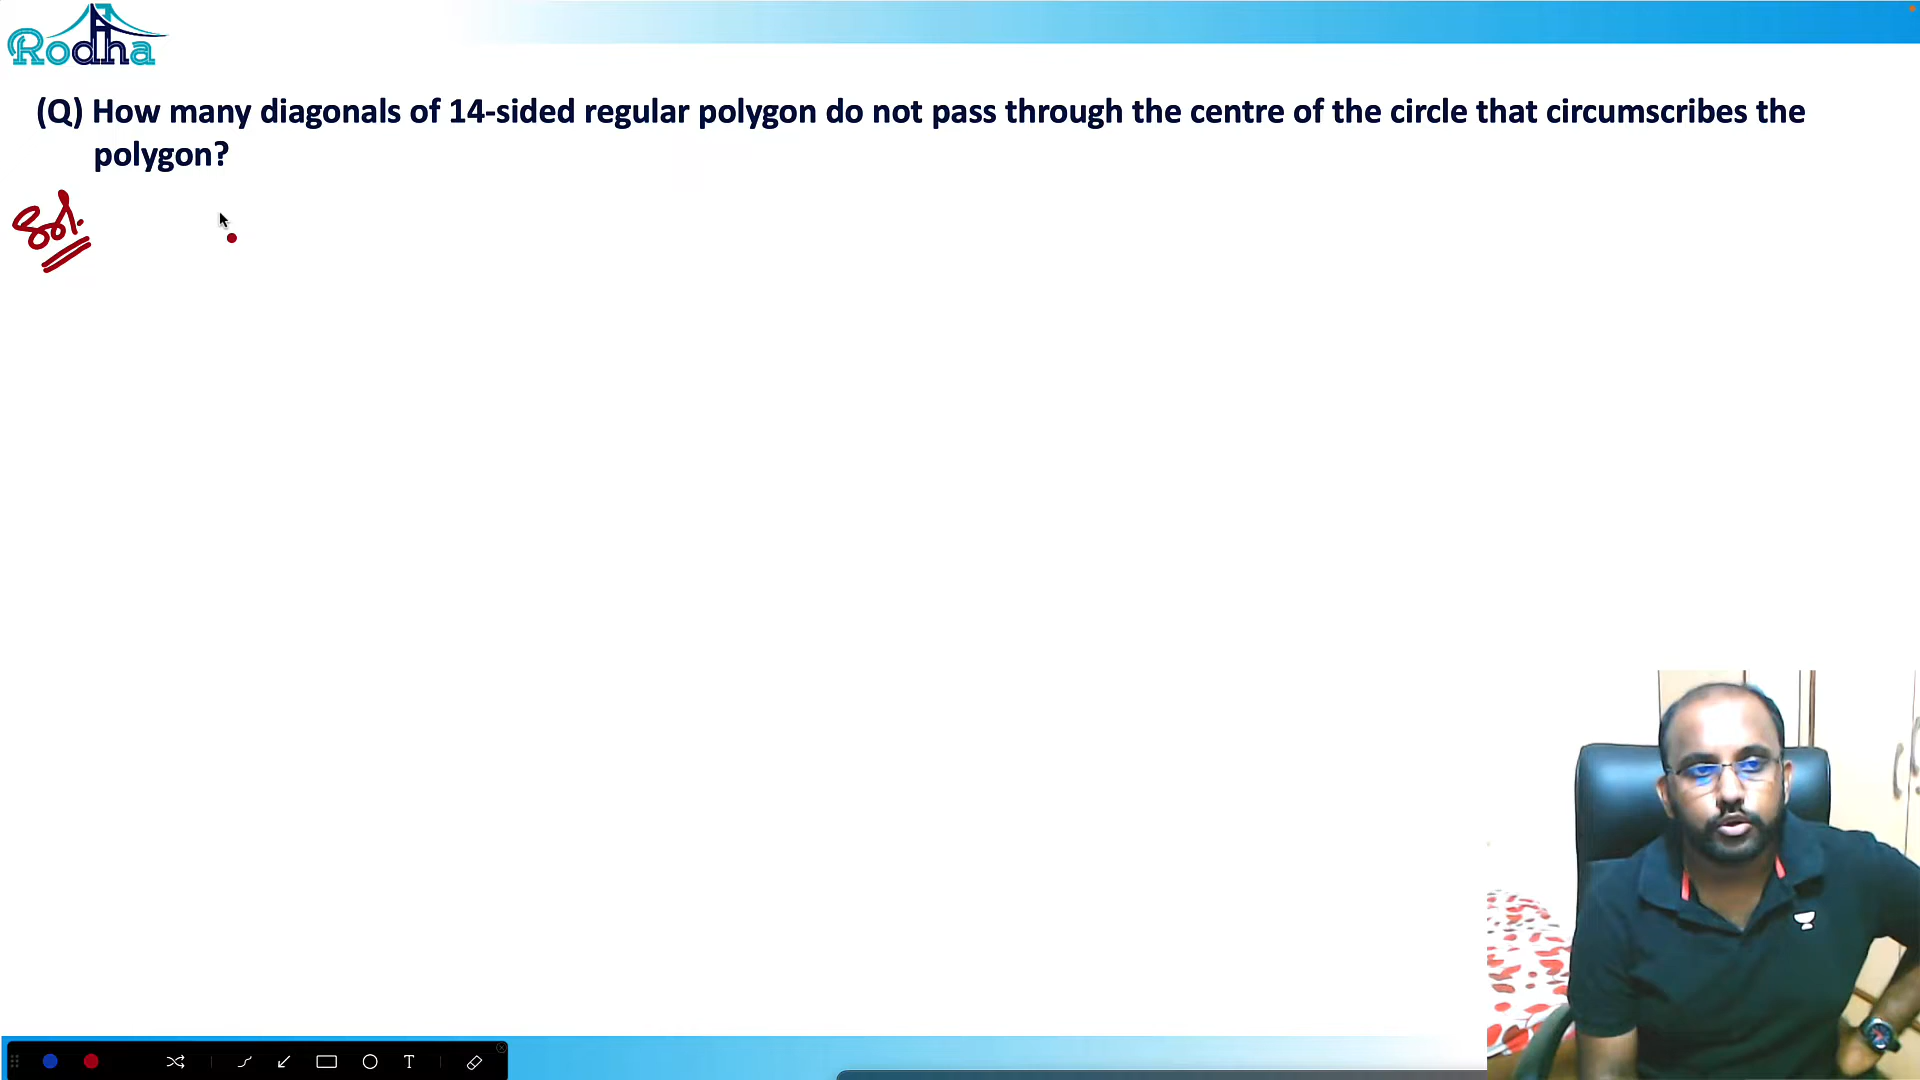 Rodha
(Q) How many diagonals of 14-sided regular polygon do not pass through the centre of the circle that circumscribes the
polygon?
Sol.
T